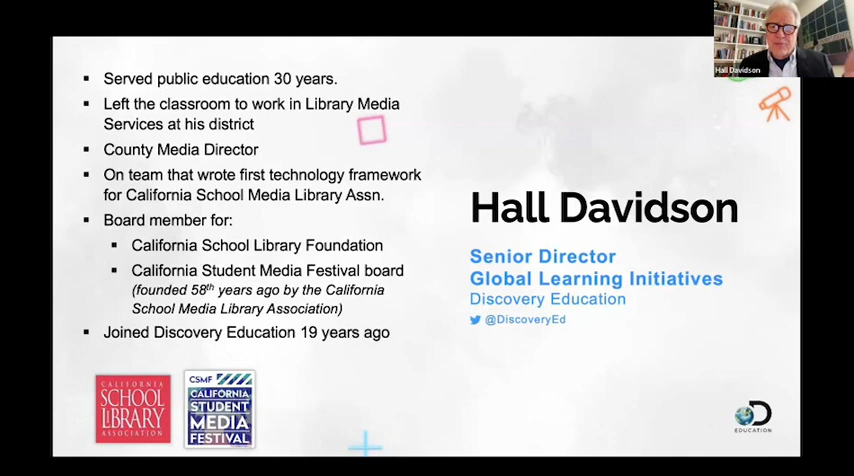 Hall Davidson
Served public education 30 years.
Left the classroom to work in Library Media
Services at his district
County Media Director
On team that wrote first technology framework
for California School Media Library Assn.
Board member for:
California School Library Foundation
California Student Media Festival board
(founded 58th years ago by the California
School Media Library Association)
Joined Discovery Education 19 years ago
Hall Davidson
Senior Director
Global Learning Initiatives
Discovery Education
@DiscoveryEd
CALIFORNIA
SCHOOL
LIBRARY
ASSOCIATION
CSMF
CALIFORNIA
STUDENT
MEDIA
FESTIVAL
D
EDUCATION